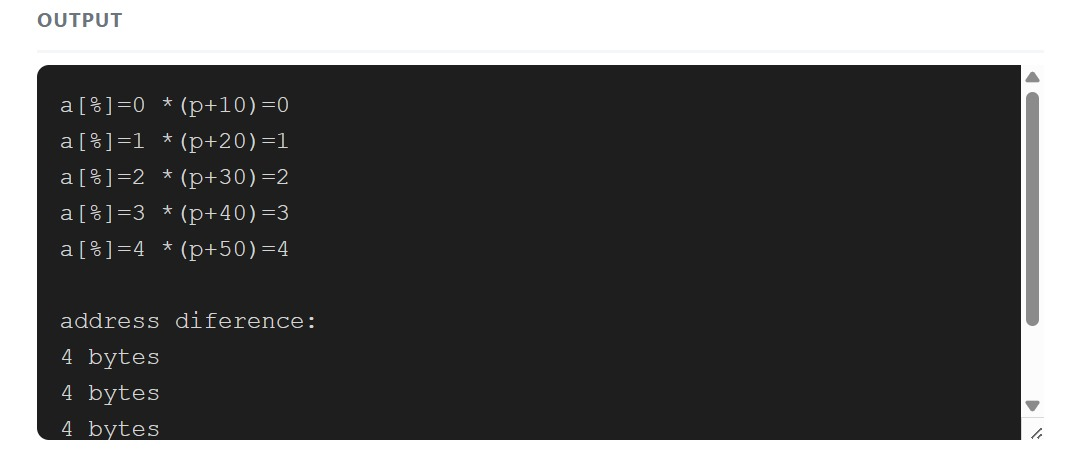 OUTPUT
a[%]=0 *(p+10)=0
a[%]=1 *(p+20)=1
a[%]=2 *(p+30)=2
a[%]=3 *(p+40)=3
a[%]=4 *(p+50)=4
address diference:
4 bytes
4 bytes
4 bytes